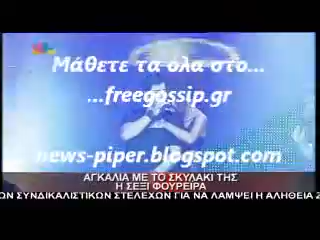 Μάθετε τα ολα στο...
...freegossip.gr
news-piper.blogspot.com
ΑΓΚΑΛΙΑ ΜΕ ΤΟ ΣΚΥΛΑΚΙ ΤΗΣ
Η ΣΕΞΙ ΦΟΥΡΕΙΡΑ
ΩΝ ΣΥΝΔΙΚΑΛΙΣΤΙΚΩΝ ΣΤΕΛΕΧΩΝ ΓΙΑ ΝΑ ΛΑΜΨΕΙ Η ΑΛΗΘΕΙΑ Σ